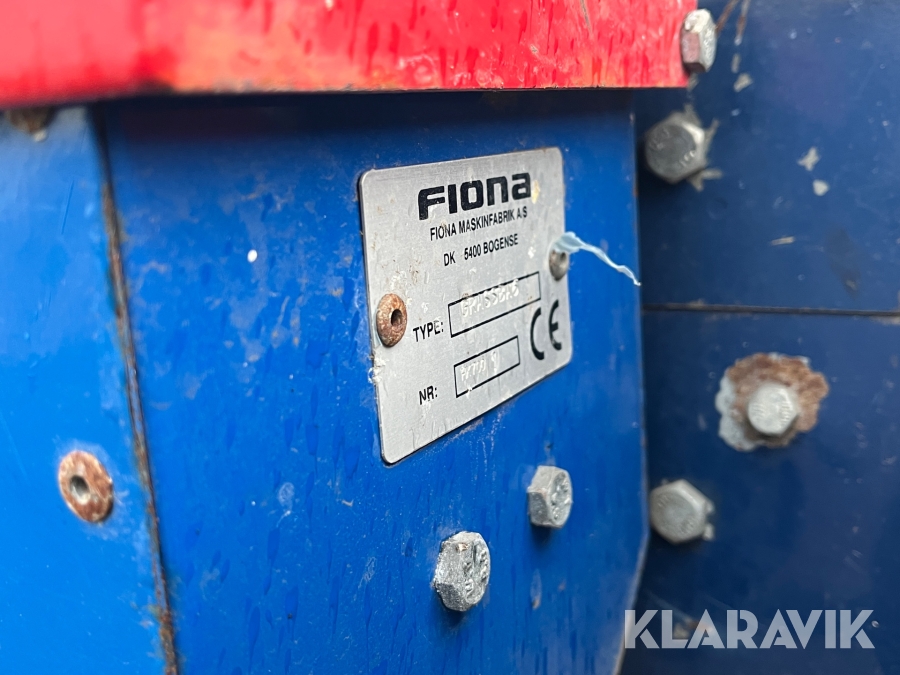 FIONA
FIONA MASKINFABRIK A/S
DK 5400 BOGENSE
TYPE:
CE
NR:
KLARAVIK